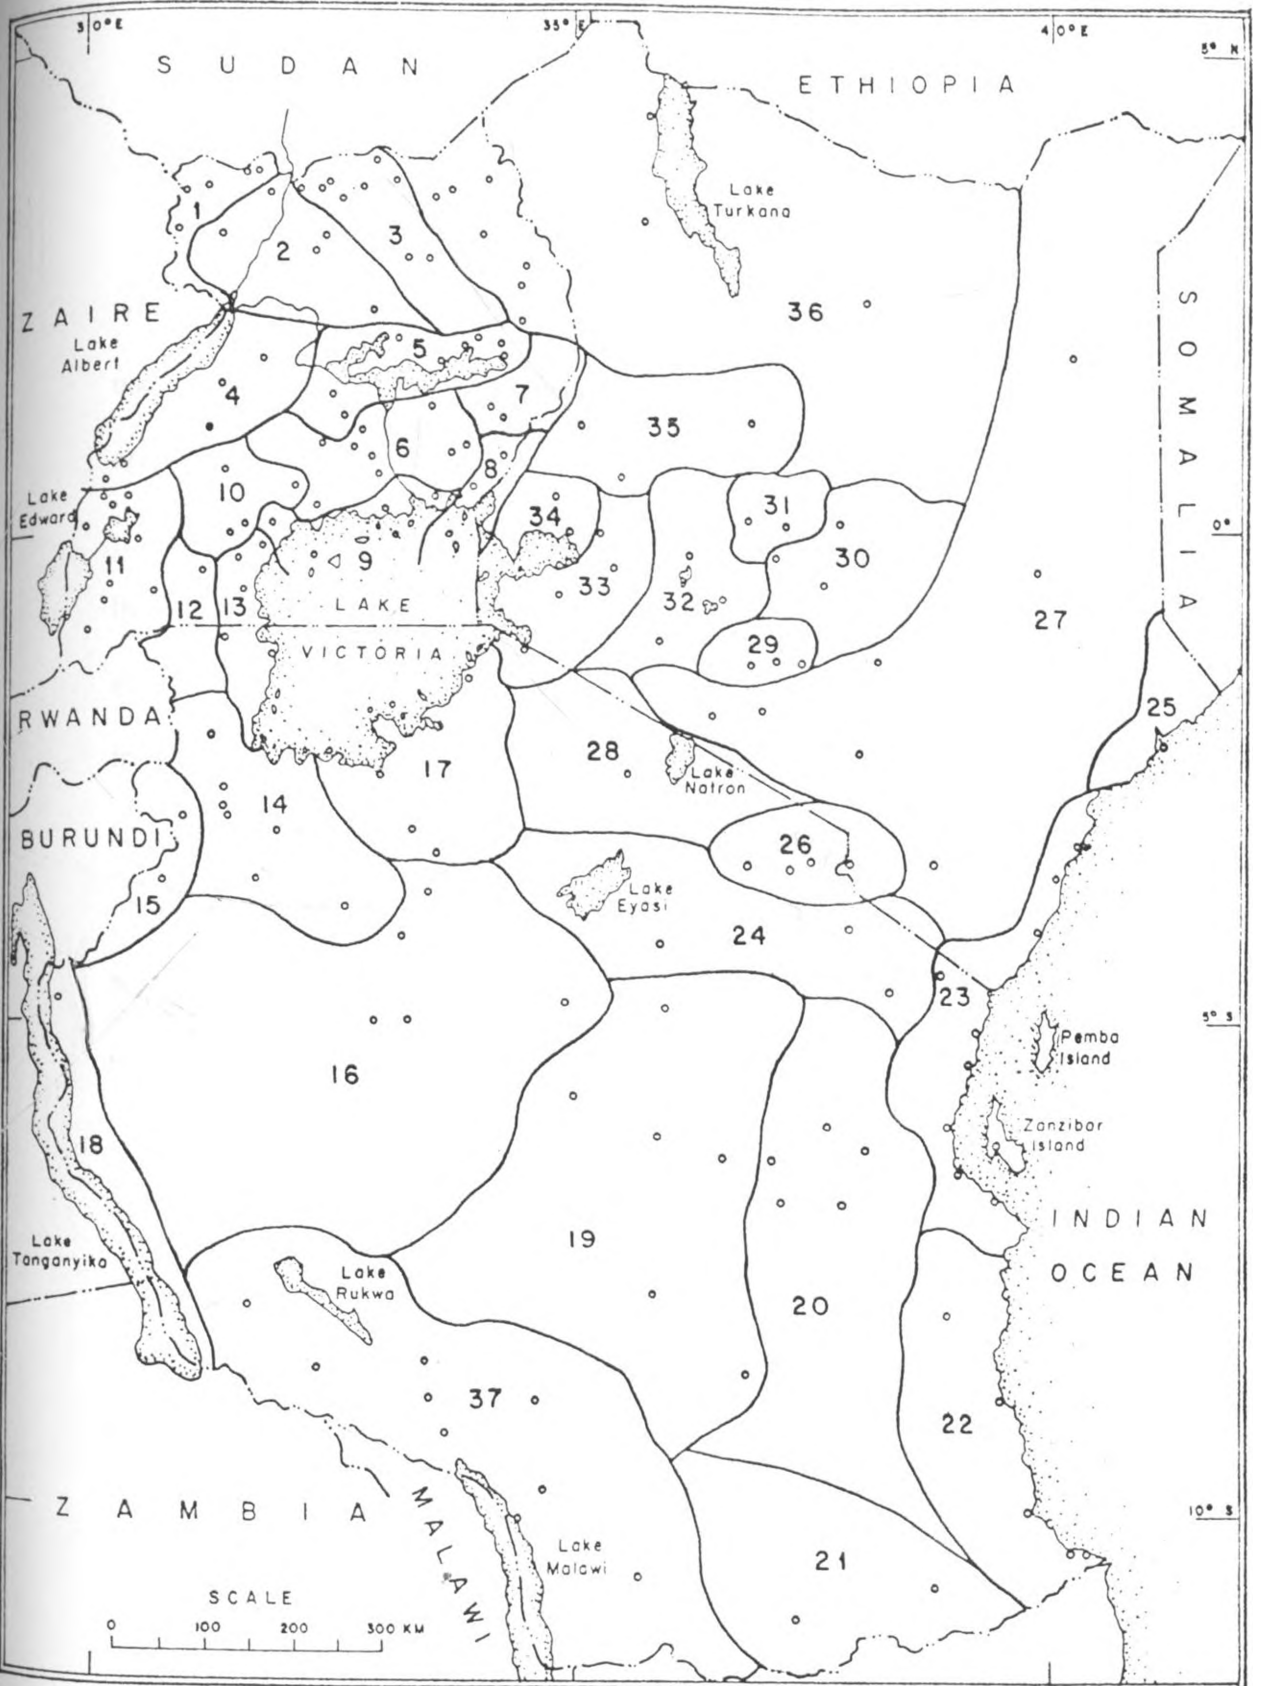 30°E
35°E
40°E
5° N
SUDAN
ETHIOPIA
Lake
Turkana
1
3
2
ZAIRE
Lake
Albert
36
SOMALIA
5
4
7
35
6
8
10
Lake
Edward
31
34
0°
9
11
30
33
32
12
13
LAKE
27
29
VICTORIA
RWANDA
25
28
17
Lake
Natron
14
BURUNDI
26
Lake
Eyasi
15
24
23
5° S
Pemba
Island
16
18
Zanzibar
Island
INDIAN
OCEAN
19
Lake
Tanganyika
Lake
Rukwa
20
37
22
ZAMBIA
MALAWI
10° S
Lake
Malawi
21
SCALE
0 100 200 300 KM